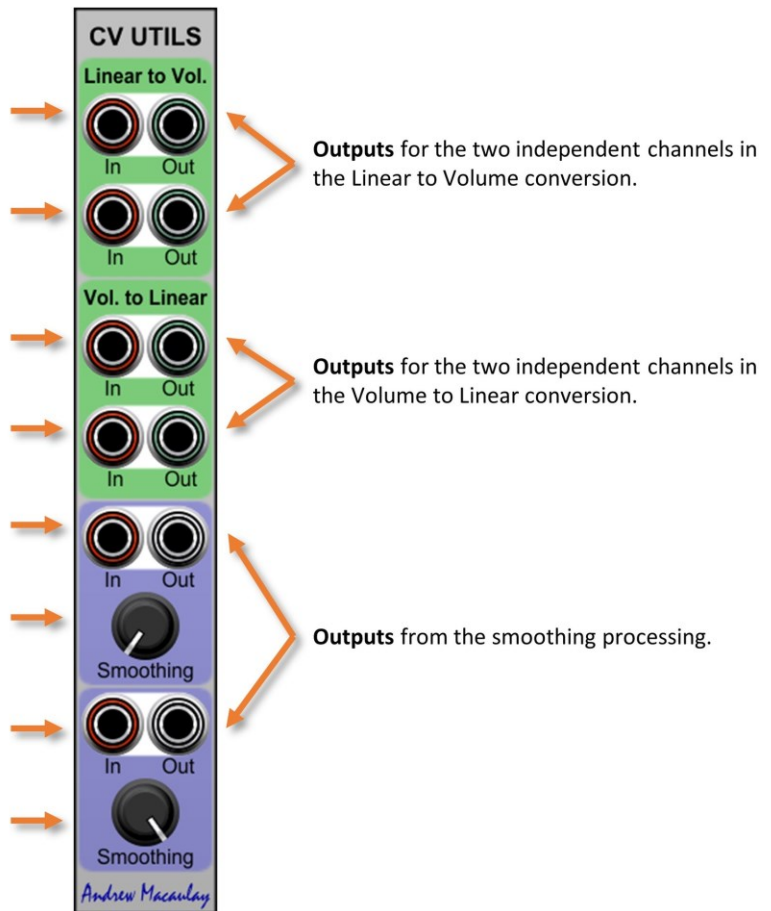 CV UTILS
Linear to Vol.
In Out
In Out
Outputs for the two independent channels in
the Linear to Volume conversion.
Vol. to Linear
In Out
In Out
Outputs for the two independent channels in
the Volume to Linear conversion.
In Out
Smoothing
Outputs from the smoothing processing.
In Out
Smoothing
Andrew Macaulay